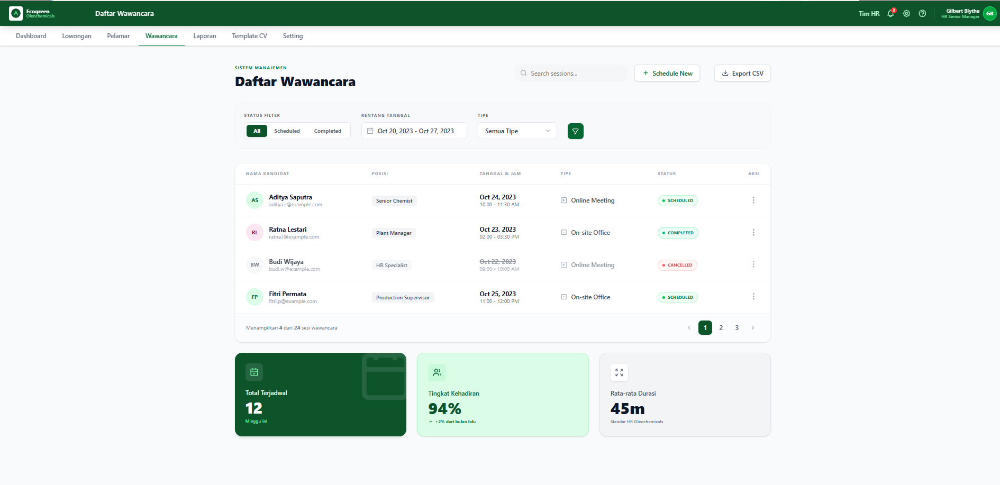 Ecogreen
Oleochemicals
Daftar Wawancara
Tim HR
3
Gilbert Blythe
HR Senior Manager
GB
Dashboard
Lowongan
Pelamar
Wawancara
Laporan
Template CV
Setting
SISTEM MANAJEMEN
Daftar Wawancara
Search sessions...
Schedule New
Export CSV
STATUS FILTER
RENTANG TANGGAL
TIPE
All
Scheduled
Completed
Oct 20, 2023 - Oct 27, 2023
Semua Tipe
NAMA KANDIDAT
POSISI
TANGGAL & JAM
TIPE
STATUS
AKSI
AS
Aditya Saputra
aditya.s@example.com
Senior Chemist
Oct 24, 2023
10:00 - 11:30 AM
Online Meeting
SCHEDULED
RL
Ratna Lestari
ratna.l@example.com
Plant Manager
Oct 23, 2023
02:00 - 03:30 PM
On-site Office
COMPLETED
BW
Budi Wijaya
budi.w@example.com
HR Specialist
Oct 22, 2023
09:00 - 10:00 AM
Online Meeting
CANCELLED
FP
Fitri Permata
fitri.p@example.com
Production Supervisor
Oct 25, 2023
11:00 - 12:00 PM
On-site Office
SCHEDULED
Menampilkan 4 dari 24 sesi wawancara
1
2
3
Total Terjadwal
12
Minggu ini
Tingkat Kehadiran
94%
+2% dari bulan lalu
Rata-rata Durasi
45m
Standar HR Oleochemicals